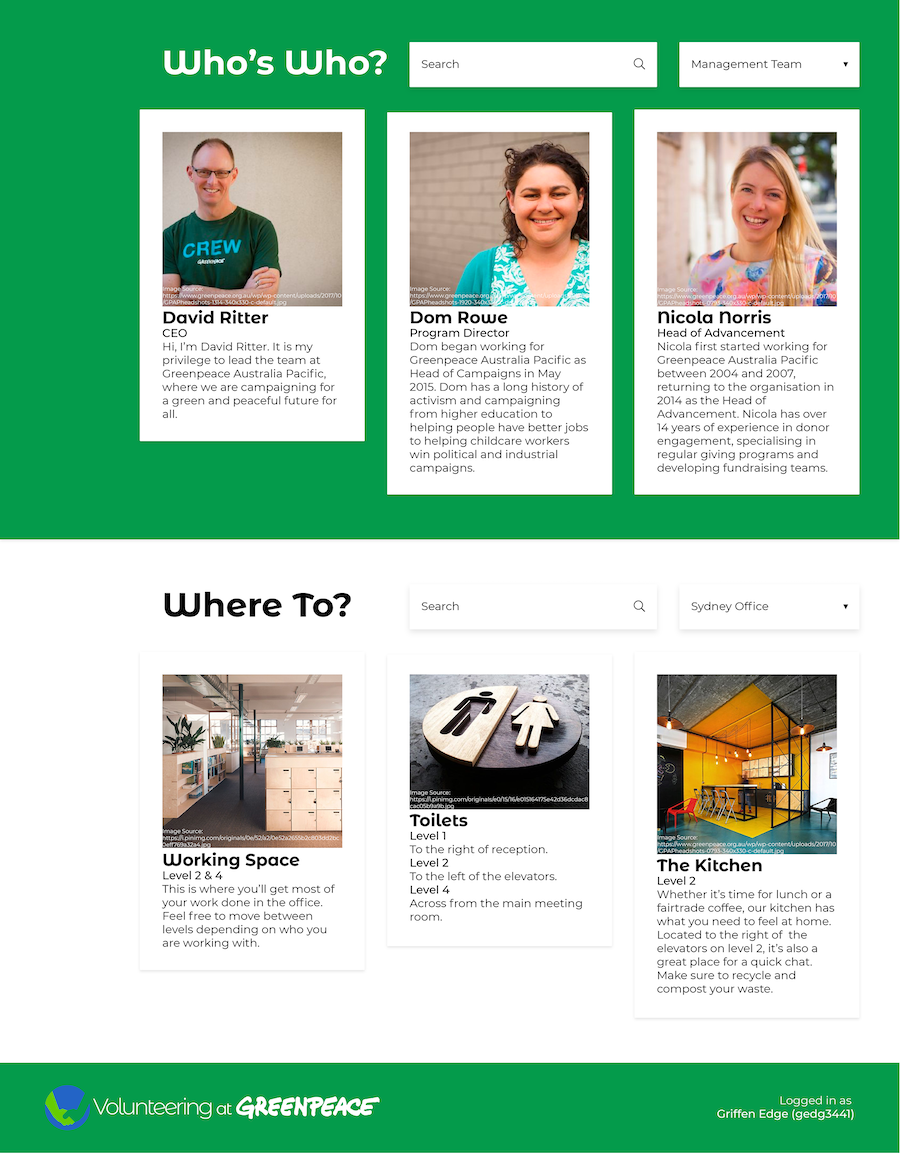 Who's Who?
Search
Management Team
CREW
GREENPEACE
Image Source:
https://www.greenpeace.org.au/wp/wp-content/uploads/2017/10
/GPAPheadshots-1314-340x330-c-default.jpg
David Ritter
CEO
Hi, I'm David Ritter. It is my
privilege to lead the team at
Greenpeace Australia Pacific,
where we are campaigning for
a green and peaceful future for
all.
Image Source:
https://www.greenpeace.org.au/wp/wp-content/uploads/2017/10
/GPAPheadshots-1920-340x330-c-default.jpg
Dom Rowe
Program Director
Dom began working for
Greenpeace Australia Pacific as
Head of Campaigns in May
2015. Dom has a long history of
activism and campaigning
from higher education to
helping people have better jobs
to helping childcare workers
win political and industrial
campaigns.
Image Source:
https://www.greenpeace.org.au/wp/wp-content/uploads/2017/10
/GPAPheadshots-0793-340x330-c-default.jpg
Nicola Norris
Head of Advancement
Nicola first started working for
Greenpeace Australia Pacific
between 2004 and 2007,
returning to the organisation in
2014 as the Head of
Advancement. Nicola has over
14 years of experience in donor
engagement, specialising in
regular giving programs and
developing fundraising teams.
Where To?
Search
Sydney Office
Image Source:
https://i.pinimg.com/originals/0e/52/a2/0e52a2655b2c803dd2bc
0eff769a32a4.jpg
Working Space
Level 2 & 4
This is where you'll get most of
your work done in the office.
Feel free to move between
levels depending on who you
are working with.
Image Source:
https://i.pinimg.com/originals/e0/15/16/e015164175e42d36dcdac8
cac05b9a9b.jpg
Toilets
Level 1
To the right of reception.
Level 2
To the left of the elevators.
Level 4
Across from the main meeting
room.
Image Source:
https://www.greenpeace.org.au/wp/wp-content/uploads/2017/10
/GPAPheadshots-0793-340x330-c-default.jpg
The Kitchen
Level 2
Whether it's time for lunch or a
fairtrade coffee, our kitchen has
what you need to feel at home.
Located to the right of  the
elevators on level 2, it's also a
great place for a quick chat.
Make sure to recycle and
compost your waste.
Volunteering at GREENPEACE
Logged in as
Griffen Edge (gedg3441)